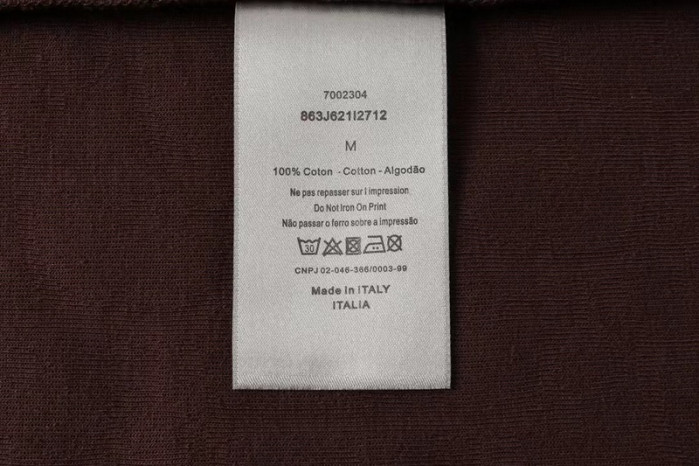 7002304
863J621I2712
M
100% Coton - Cotton - Algodão
Ne pas repasser sur l impression
Do Not Iron On Print
Não passar o ferro sobre a impressão
30
CNPJ 02-046-366/0003-99
Made in ITALY
ITALIA